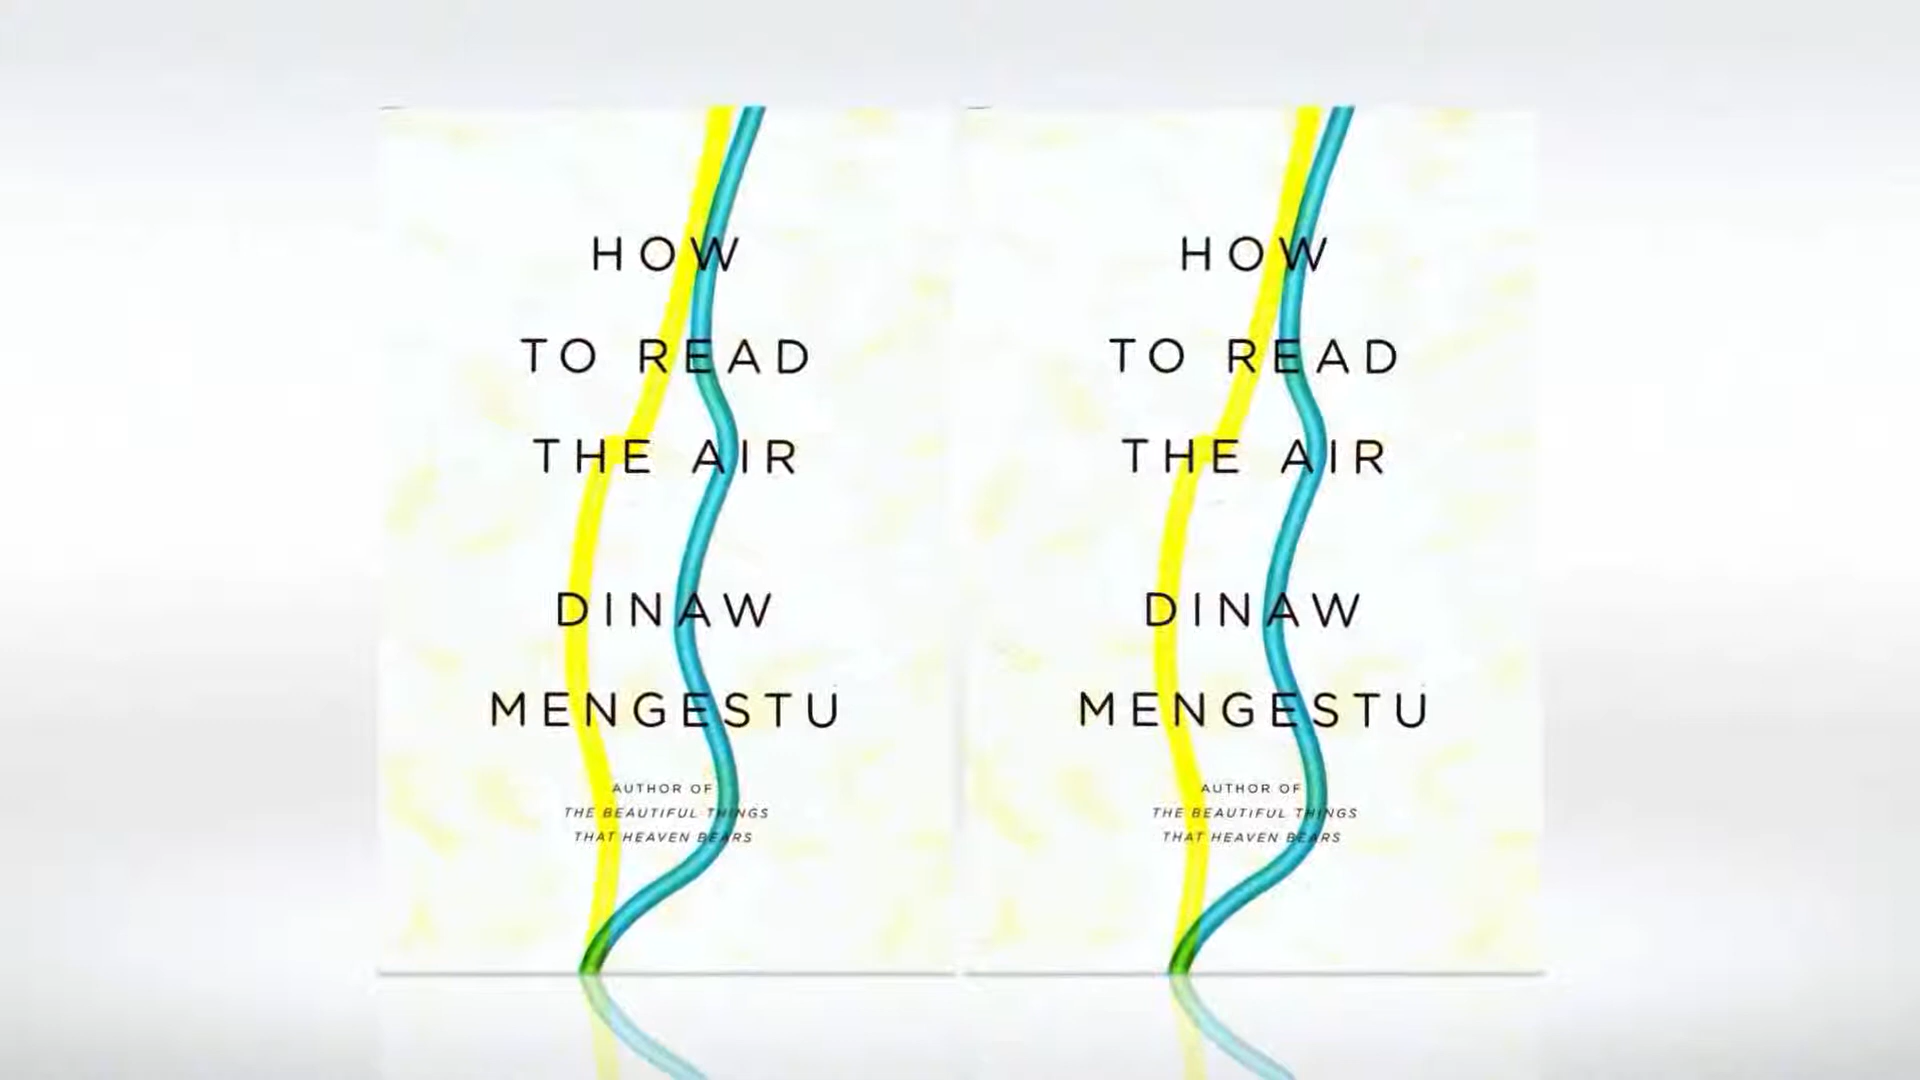 HOW
TO READ
THE AIR
DINAW
MENGESTU
AUTHOR OF
THE BEAUTIFUL THINGS
THAT HEAVEN BEARS
HOW
TO READ
THE AIR
DINAW
MENGESTU
AUTHOR OF
THE BEAUTIFUL THINGS
THAT HEAVEN BEARS